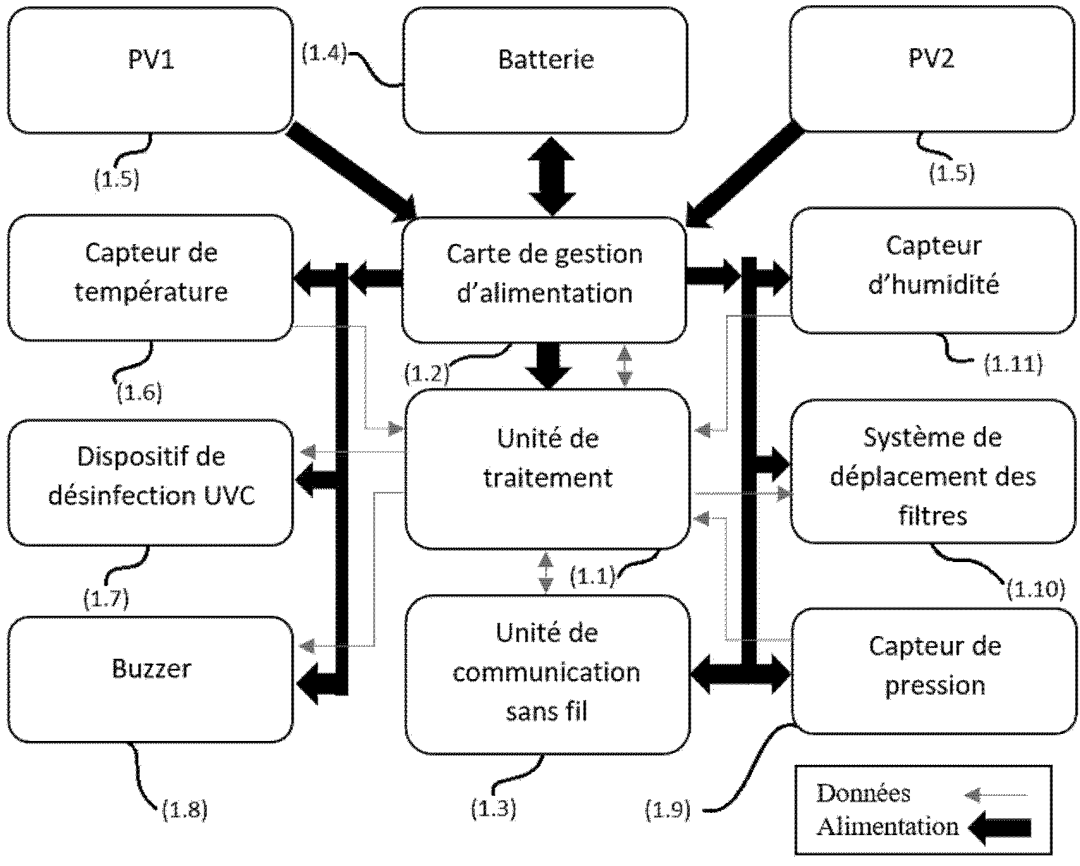 PV1
(1.4)
Batterie
PV2
(1.5)
(1.5)
Capteur de
température
Carte de gestion
d'alimentation
Capteur
d'humidité
(1.6)
(1.2)
(1.11)
Dispositif de
désinfection UVC
Unité de
traitement
Système de
déplacement des
filtres
(1.7)
(1.1)
(1.10)
Buzzer
Unité de
communication
sans fil
Capteur de
pression
(1.8)
(1.3)
(1.9)
Données
Alimentation